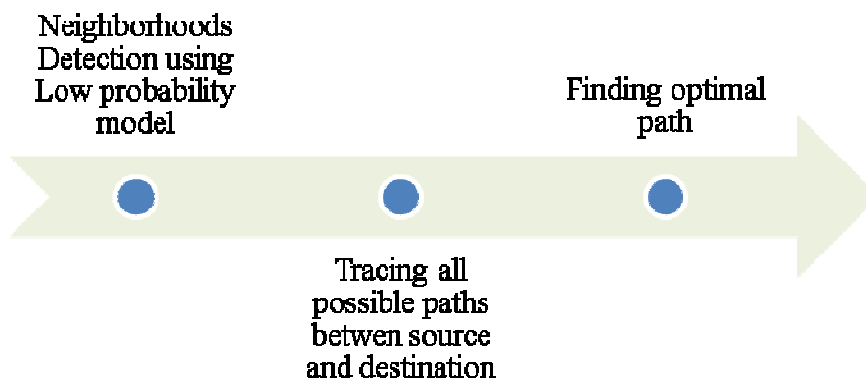 Neighborhoods
Detection using
Low probability
model
Tracing all
possible paths
betwen source
and destination
Finding optimal
path